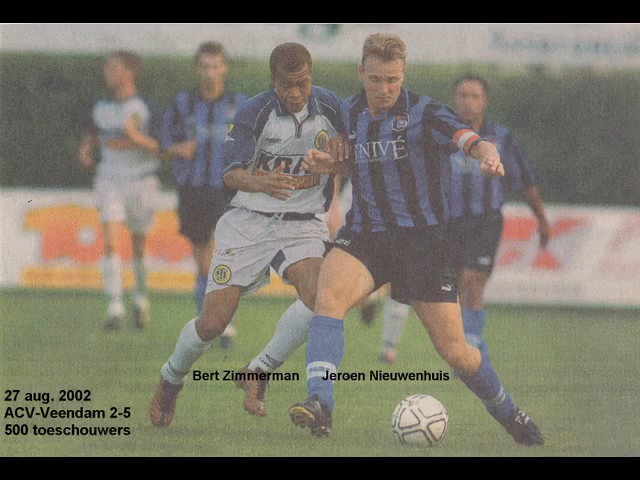 UNIVÉ
Bert Zimmerman Jeroen Nieuwenhuis
27 aug. 2002
ACV-Veendam 2-5
500 toeschouwers